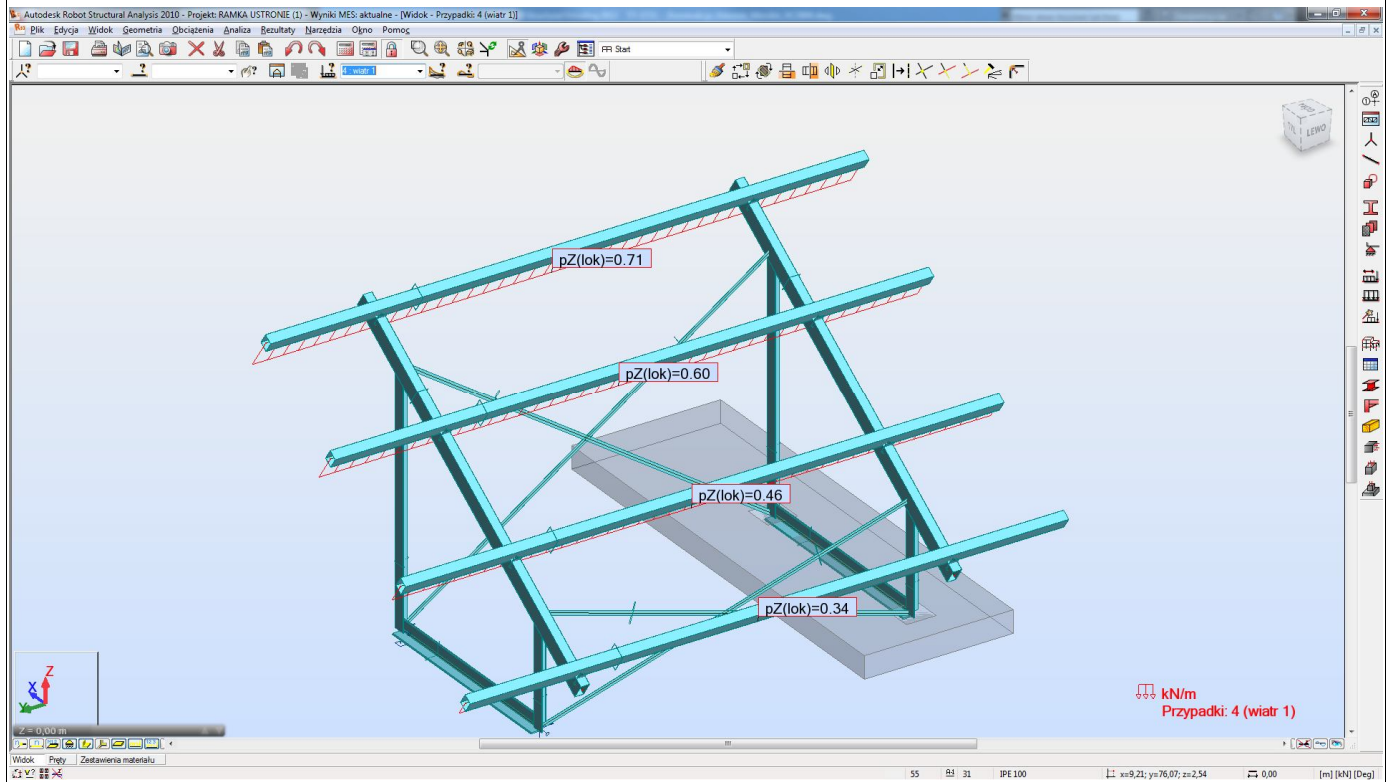 Autodesk Robot Structural Analysis 2010 - Projekt: RAMKA USTRONIE (1) - Wyniki MES: aktualne - [Widok - Przypadki: 4 (wiatr 1)]
Plik Edycja Widok Geometria Obciążenia Analiza Rezultaty Narzędzia Okno Pomoc
Start
4 : wiatr 1
LEWO
pZ(lok)=0.71
pZ(lok)=0.60
pZ(lok)=0.46
pZ(lok)=0.34
Z
X
Y
kN/m
Przypadki: 4 (wiatr 1)
Z = 0,00 m
Widok Pręty Zestawienia materiału
55 31 IPE 100 x=9,21; y=76,07; z=2,54 0,00 [m] [kN] [Deg]